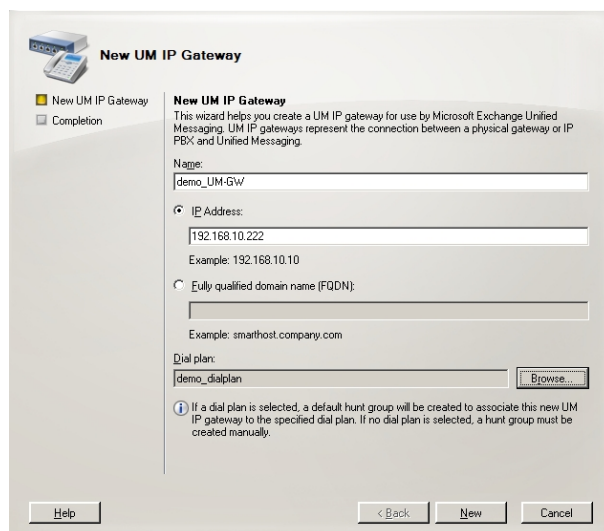 New UM IP Gateway
New UM IP Gateway
Completion
New UM IP Gateway
This wizard helps you create a UM IP gateway for use by Microsoft Exchange Unified
Messaging. UM IP gateways represent the connection between a physical gateway or IP
PBX and Unified Messaging.
Name:
demo_UM-GW
IP Address:
192.168.10.222
Example: 192.168.10.10
Fully qualified domain name (FQDN):
Example: smarthost.company.com
Dial plan:
demo_dialplan
Browse...
If a dial plan is selected, a default hunt group will be created to associate this new UM
IP gateway to the specified dial plan. If no dial plan is selected, a hunt group must be
created manually.
Help
< Back
New
Cancel